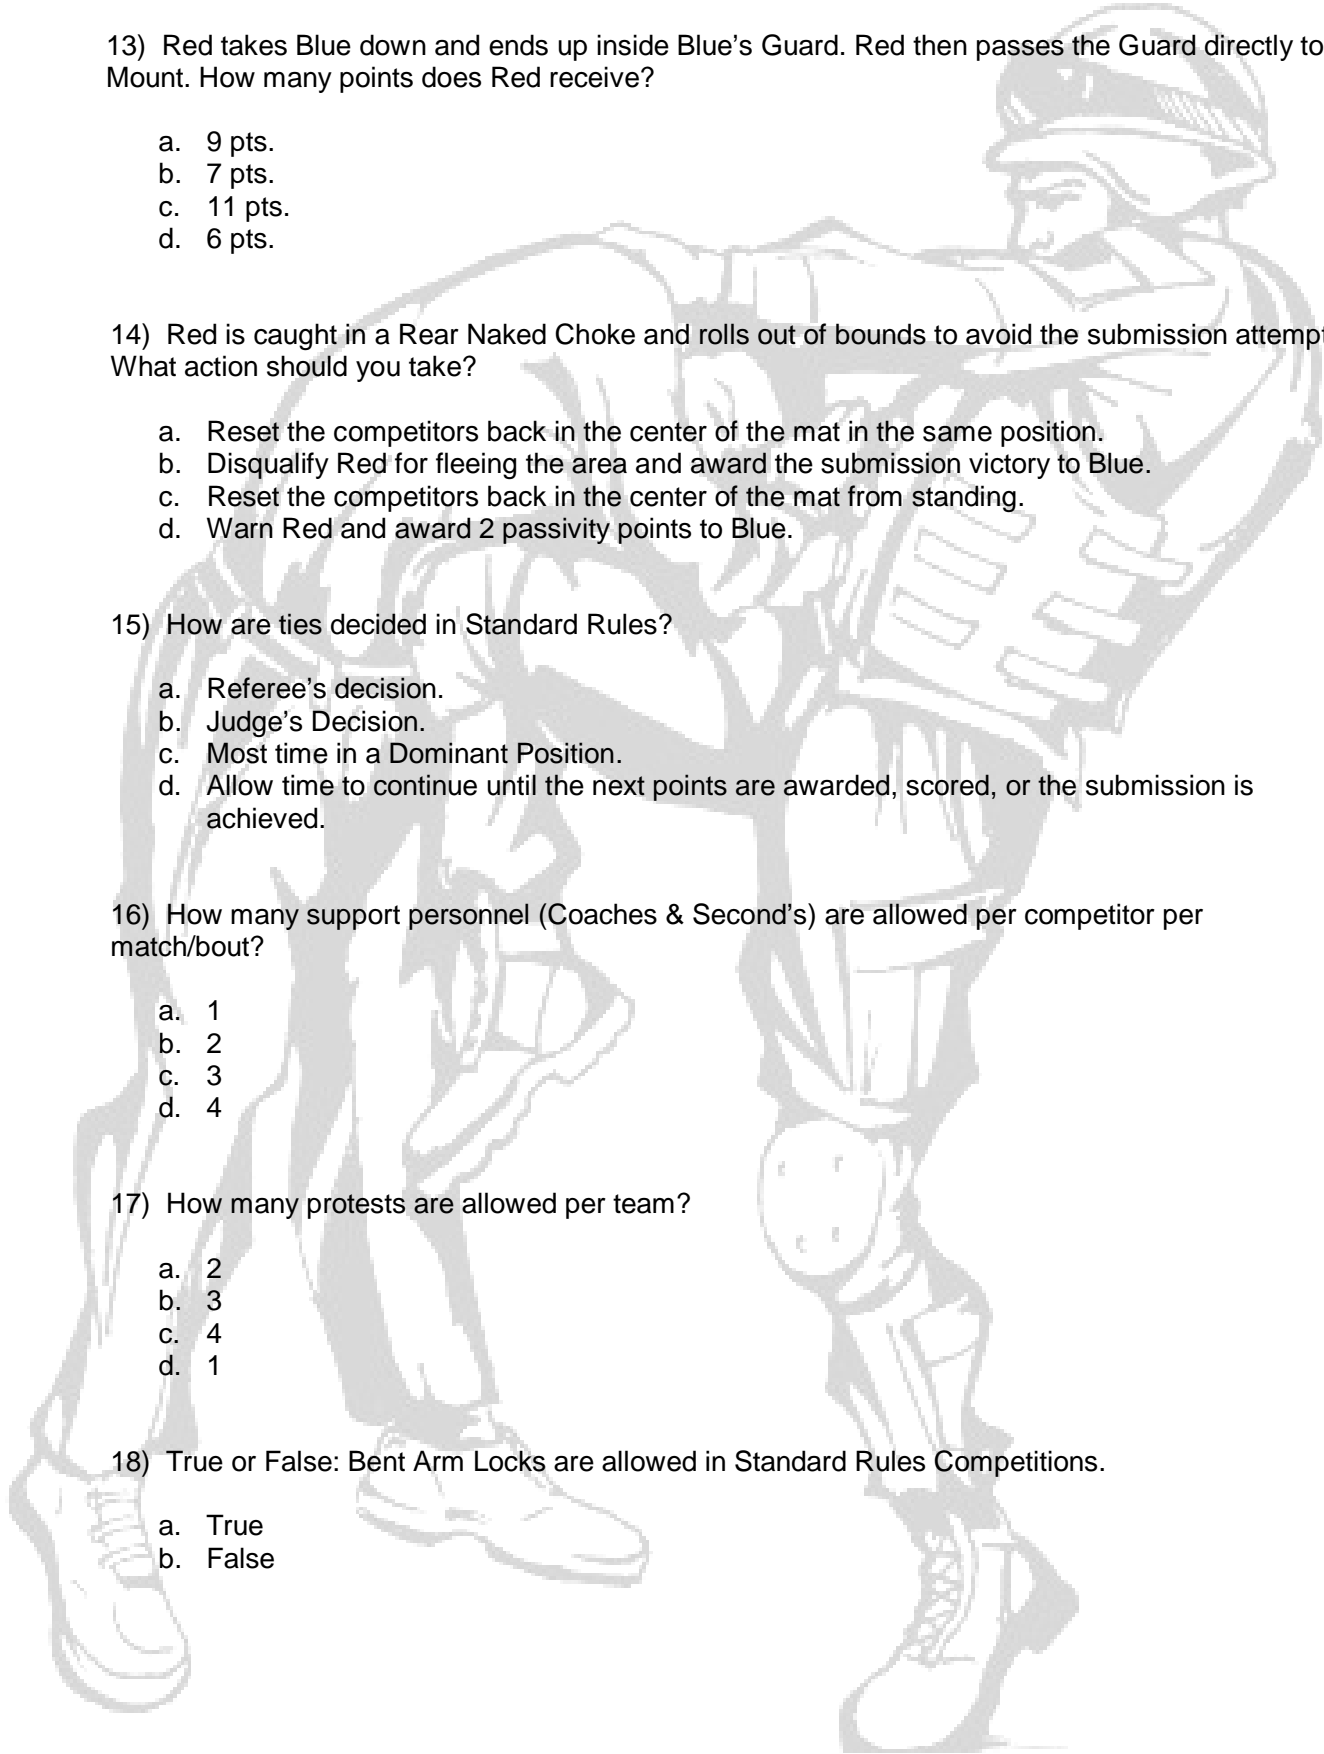 13) Red takes Blue down and ends up inside Blue’s Guard. Red then passes the Guard directly to
Mount. How many points does Red receive?
a. 9 pts.
b. 7 pts.
c. 11 pts.
d. 6 pts.
14) Red is caught in a Rear Naked Choke and rolls out of bounds to avoid the submission attempt
What action should you take?
a. Reset the competitors back in the center of the mat in the same position.
b. Disqualify Red for fleeing the area and award the submission victory to Blue.
c. Reset the competitors back in the center of the mat from standing.
d. Warn Red and award 2 passivity points to Blue.
15) How are ties decided in Standard Rules?
a. Referee’s decision.
b. Judge’s Decision.
c. Most time in a Dominant Position.
d. Allow time to continue until the next points are awarded, scored, or the submission is
achieved.
16) How many support personnel (Coaches & Second’s) are allowed per competitor per
match/bout?
a. 1
b. 2
c. 3
d. 4
17) How many protests are allowed per team?
a. 2
b. 3
c. 4
d. 1
18) True or False: Bent Arm Locks are allowed in Standard Rules Competitions.
a. True
b. False